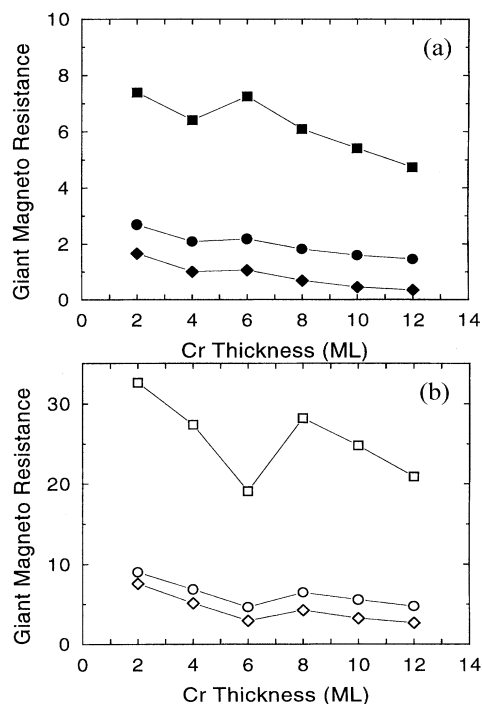 10
(a)
8
6
4
2
0
Giant Magneto Resistance
0 2 4 6 8 10 12 14
Cr Thickness (ML)
(b)
30
20
10
0
Giant Magneto Resistance
0 2 4 6 8 10 12 14
Cr Thickness (ML)